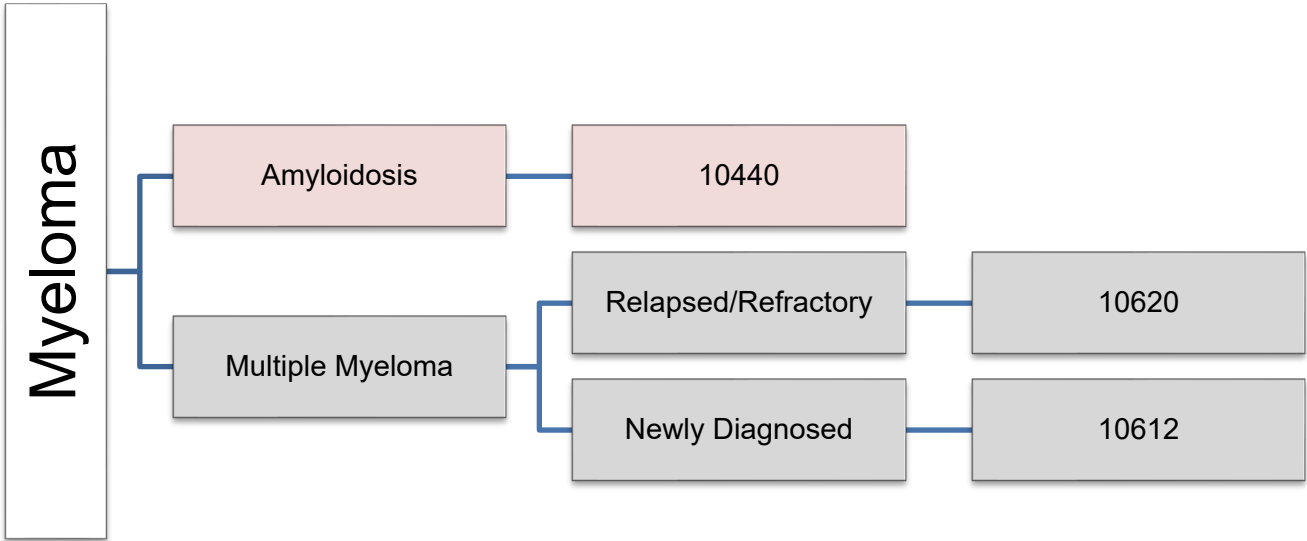 Myeloma
Amyloidosis
10440
Multiple Myeloma
Relapsed/Refractory
10620
Newly Diagnosed
10612